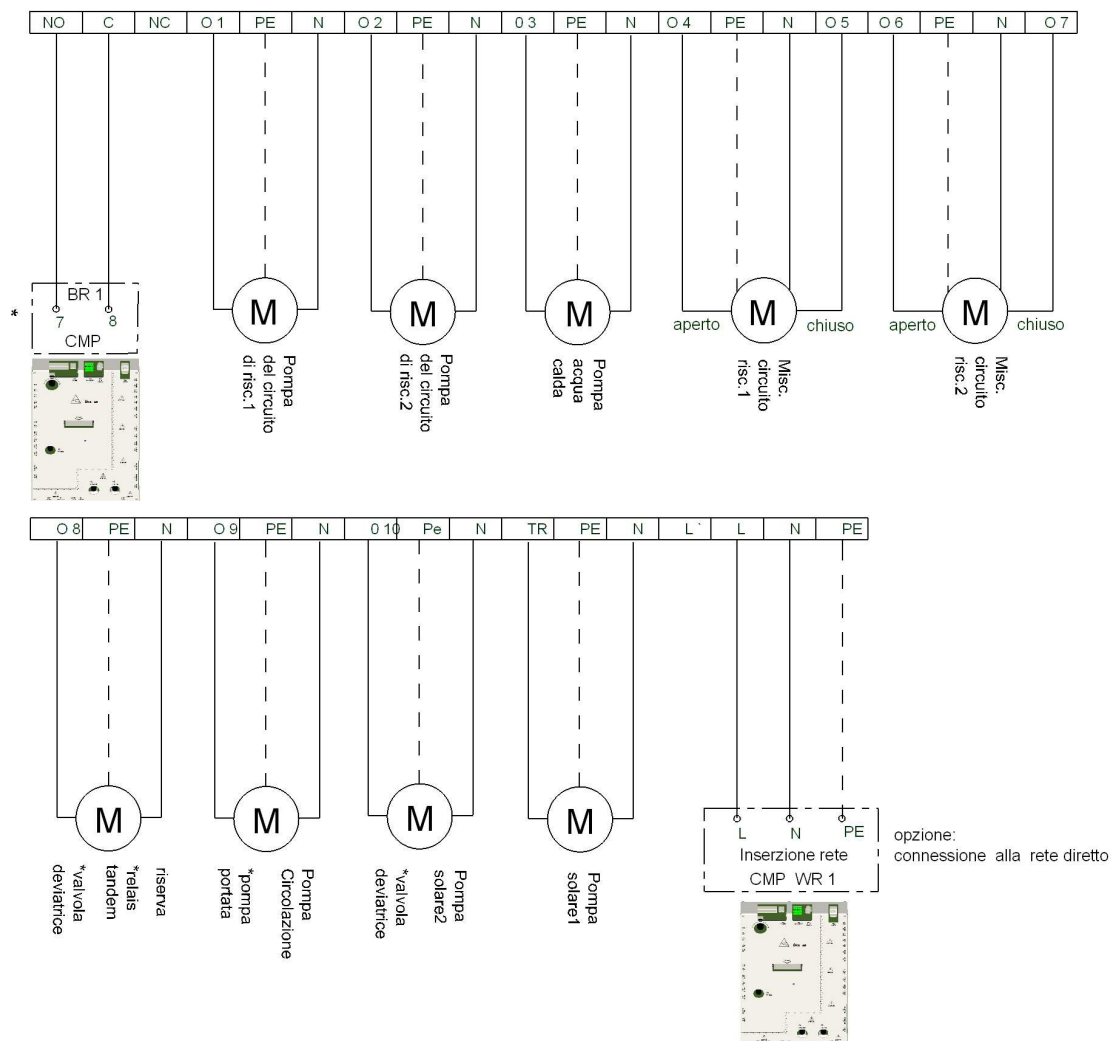 NO C NC O 1 PE N O 2 PE N 0 3 PE N O 4 PE N O 5 O 6 PE N O 7
M M M M M
aperto chiuso aperto chiuso
*
BR 1
7 8
CMP
Pompa
del circuito
di risc.1
Pompa
del circuito
di risc.2
Pompa
acqua
calda
Misc.
circuito
risc.1
Misc.
circuito
risc.2
O 8 PE N O 9 PE N 0 10 Pe N TR PE N L` L N PE
M M M M
riserva
*relais
tandem
*valvola
deviatrice
Pompa
Circolazione
*pompa
portata
Pompa
solare2
*valvola
deviatrice
Pompa
solare1
L N PE
Inserzione rete
CMP WR 1
opzione:
connessione alla rete diretto